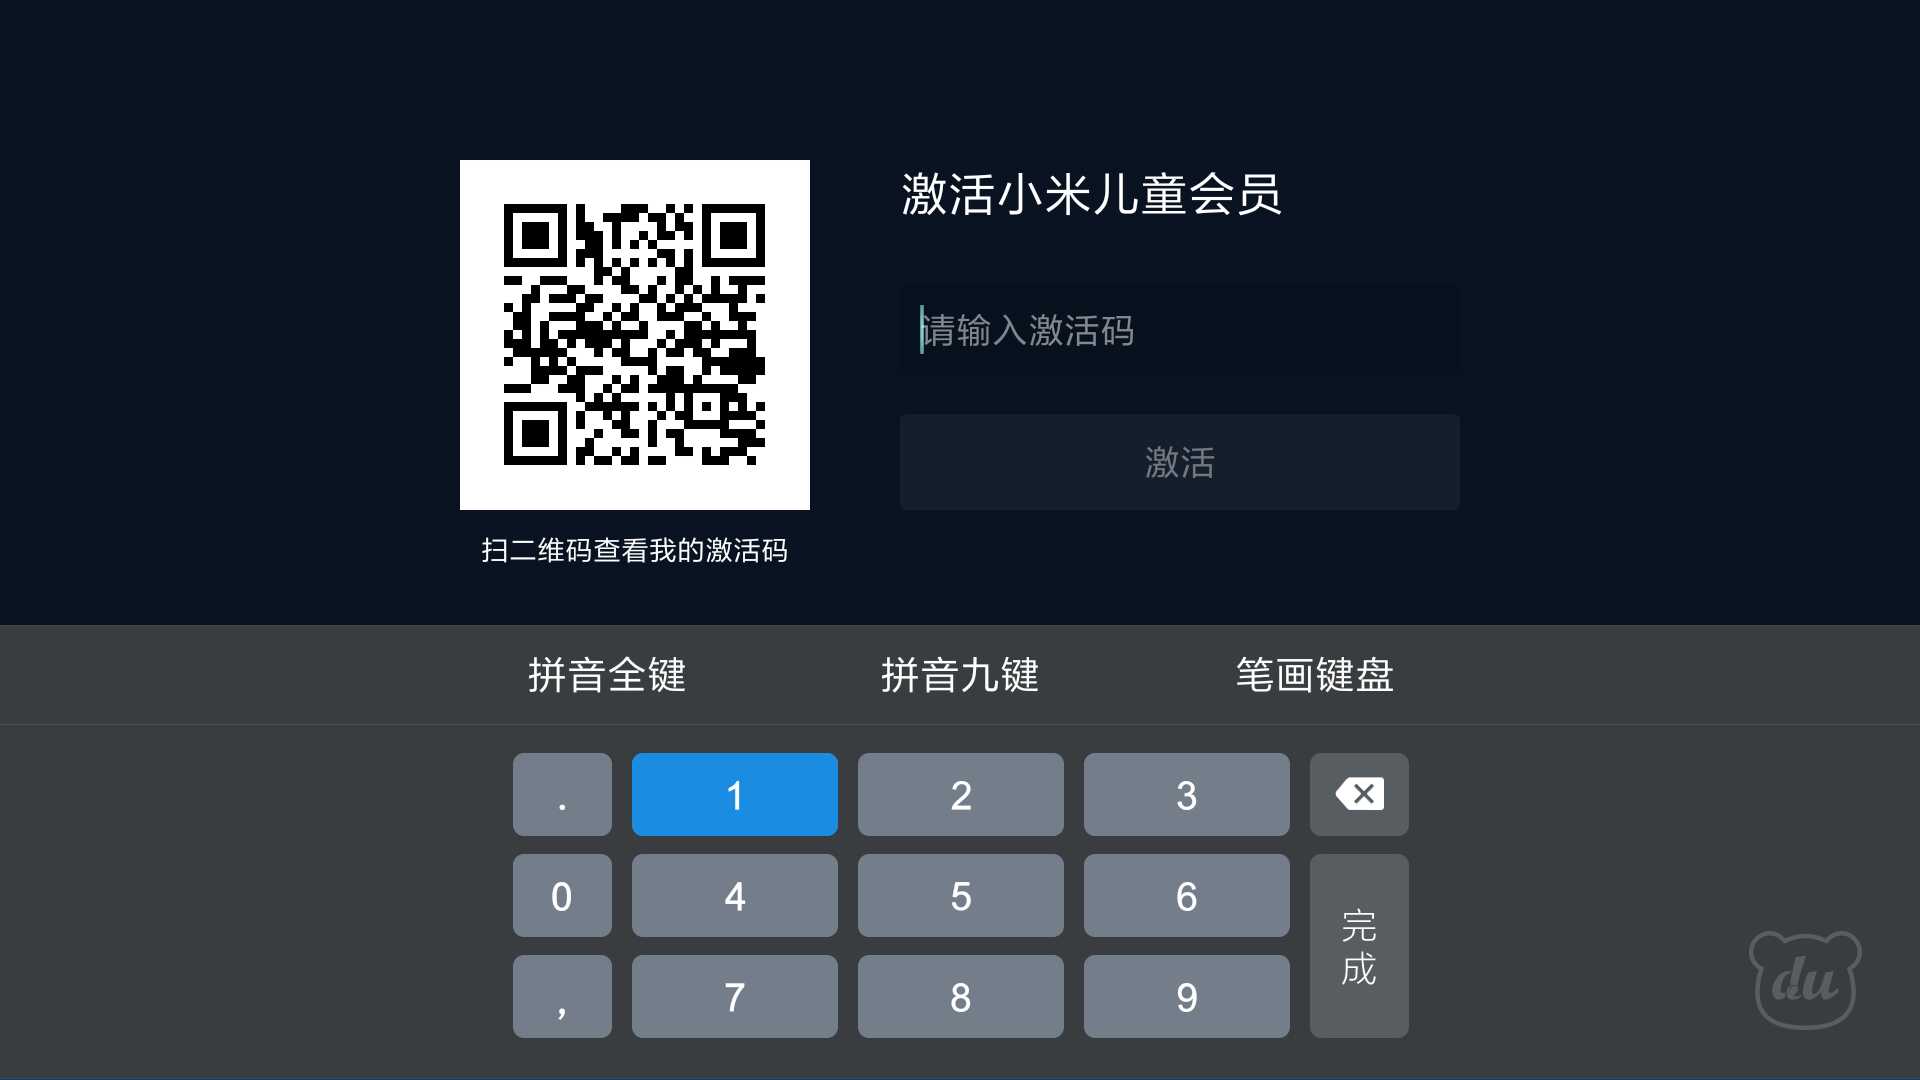 激活小米儿童会员
请输入激活码
激活
扫二维码查看我的激活码
拼音全键 拼音九键 笔画键盘
. 1 2 3
0 4 5 6
完成
, 7 8 9
du